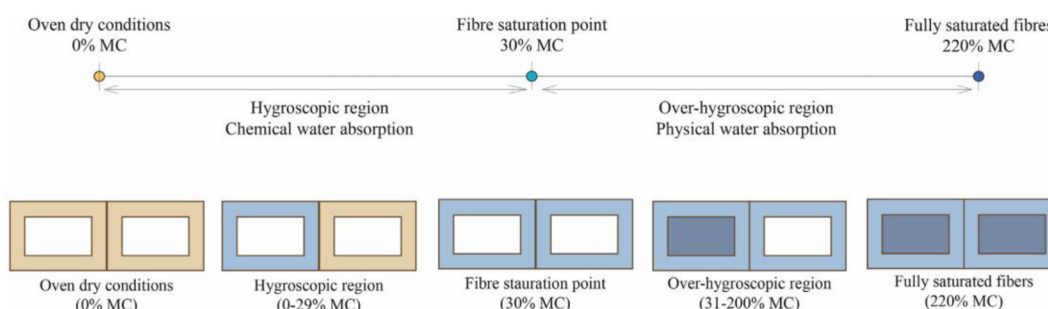 Oven dry conditions
0% MC
Fibre saturation point
30% MC
Fully saturated fibres
220% MC
Hygroscopic region
Chemical water absorption
Over-hygroscopic region
Physical water absorption
Oven dry conditions
(0% MC)
Hygroscopic region
(0-29% MC)
Fibre stauration point
(30% MC)
Over-hygroscopic region
(31-200% MC)
Fully saturated fibers
(220% MC)